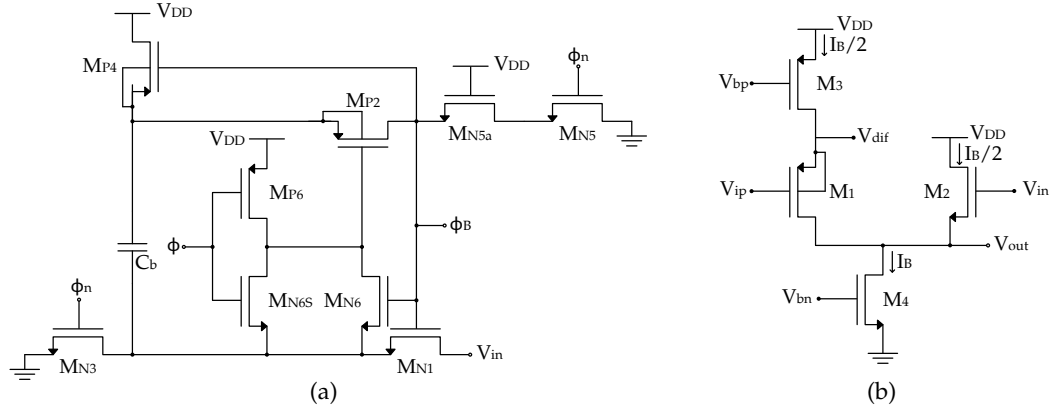 VDD
MP4
VDD
ϕn
MP2
MN5a
MN5
VDD
MP6
ϕ
ϕB
Cb
MN6S
MN6
ϕn
MN3
MN1
Vin
(a)
VDD
IB/2
Vbp
M3
Vdif
VDD
IB/2
Vip
M1
M2
Vin
Vout
IB
Vbn
M4
(b)